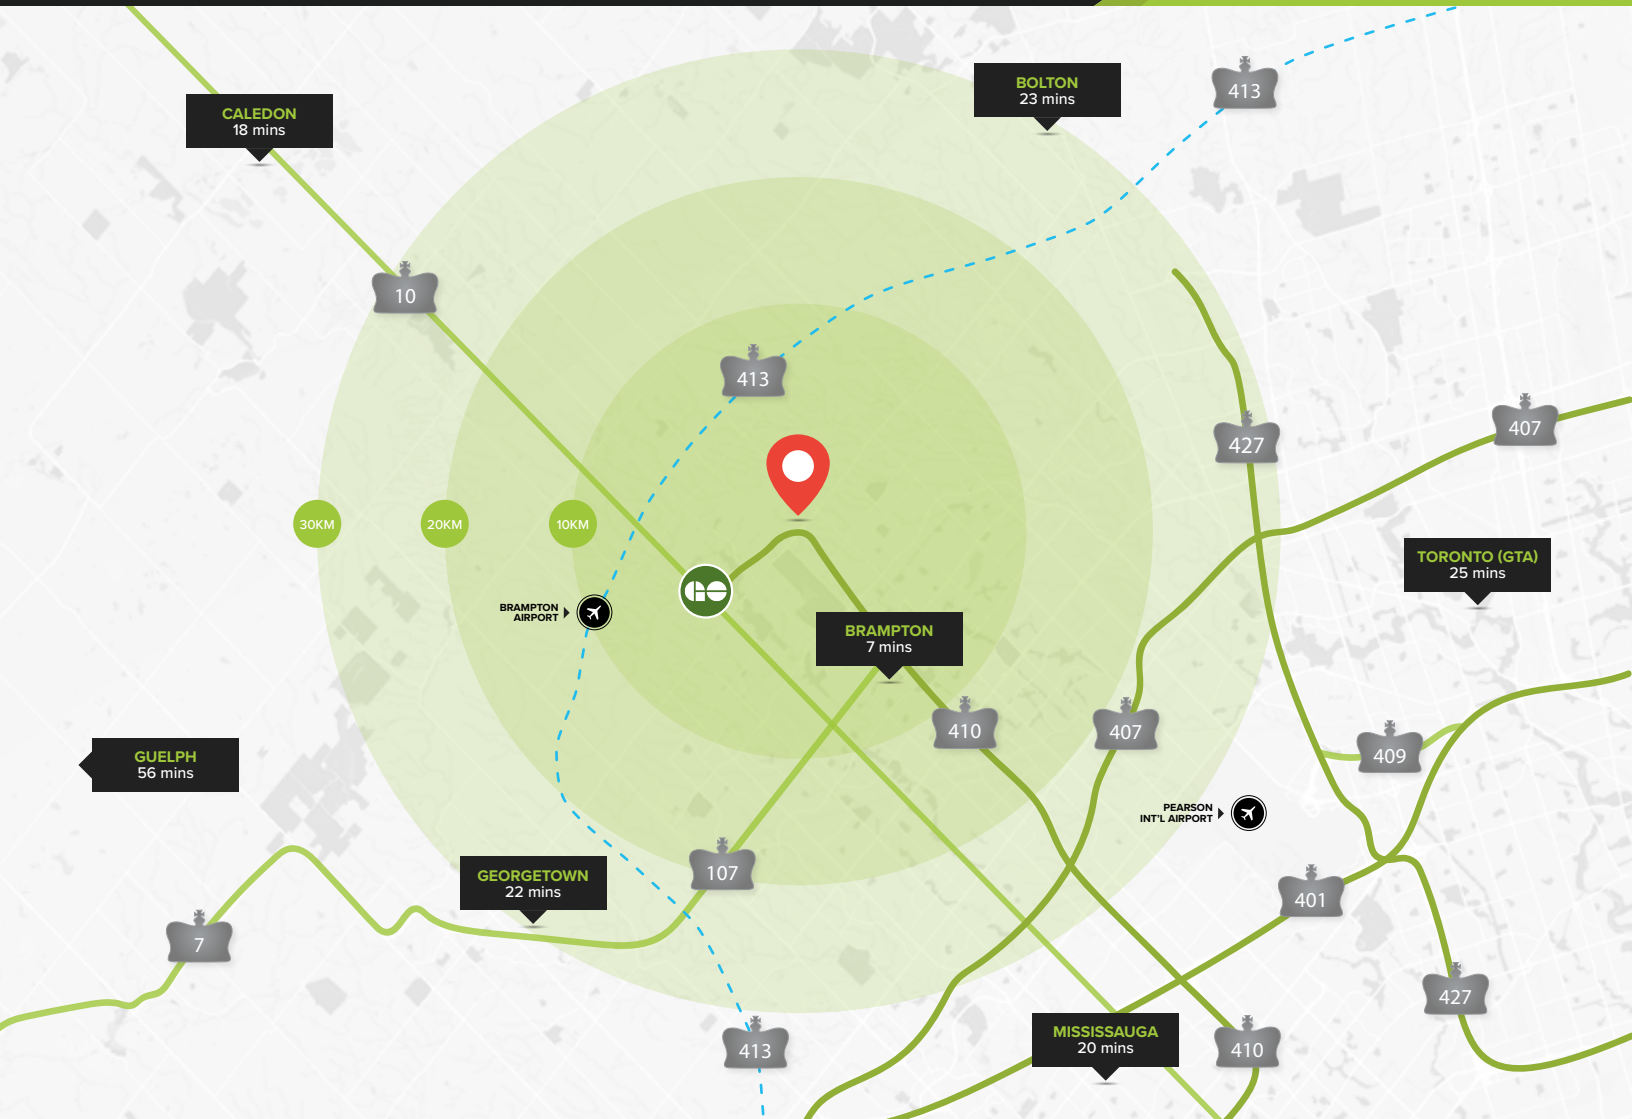 BOLTON
23 mins
413
CALEDON
18 mins
10
413
427
407
30KM
20KM
10KM
TORONTO (GTA)
25 mins
BRAMPTON
AIRPORT
GO
BRAMPTON
7 mins
410
407
409
GUELPH
56 mins
PEARSON
INT'L AIRPORT
107
GEORGETOWN
22 mins
401
7
427
MISSISSAUGA
20 mins
413
410